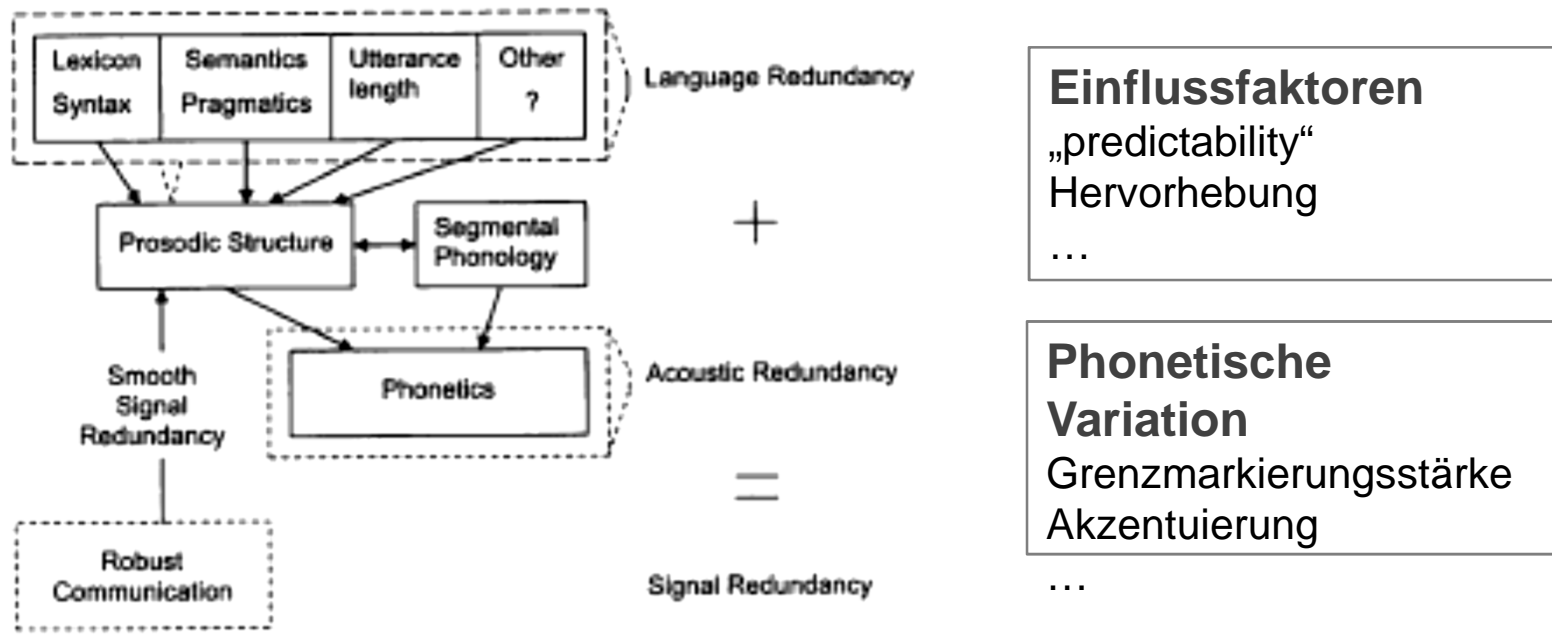 Lexicon
Syntax
Semantics
Pragmatics
Utterance
length
Other
?
Language Redundancy
Prosodic Structure
Segmental
Phonology
+
Smooth
Signal
Redundancy
Phonetics
Acoustic Redundancy
=
Robust
Communication
Signal Redundancy
Einflussfaktoren
„predictability“
Hervorhebung
…
Phonetische
Variation
Grenzmarkierungsstärke
Akzentuierung
…